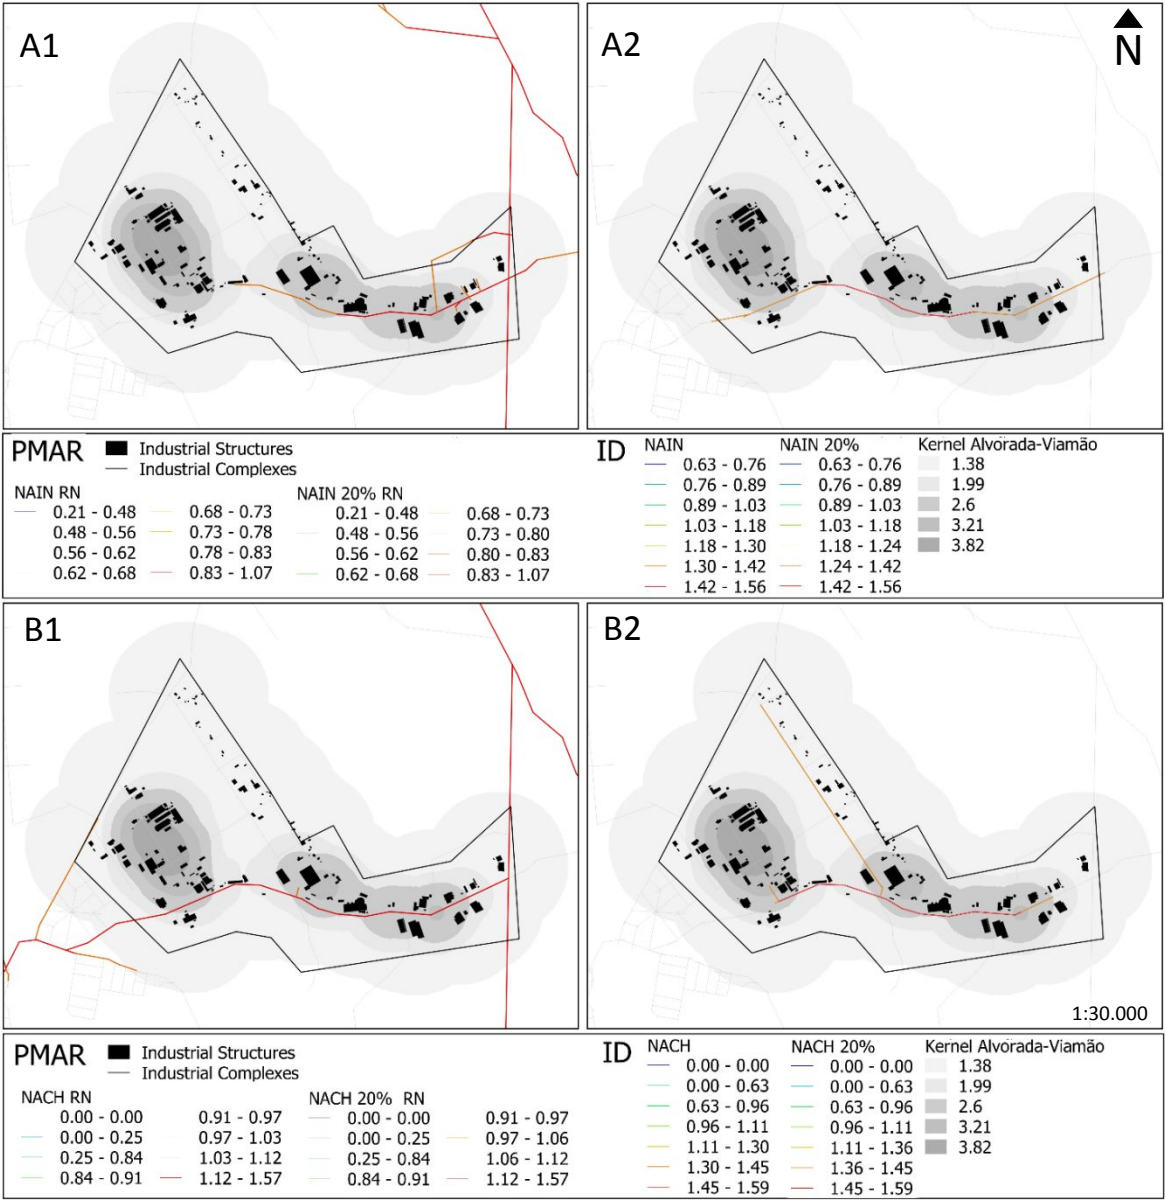 A1
A2
N
PMAR
Industrial Structures
Industrial Complexes
NAIN RN
0.21 - 0.48
0.48 - 0.56
0.56 - 0.62
0.62 - 0.68
0.68 - 0.73
0.73 - 0.78
0.78 - 0.83
0.83 - 1.07
NAIN 20% RN
0.21 - 0.48
0.48 - 0.56
0.56 - 0.62
0.62 - 0.68
0.68 - 0.73
0.73 - 0.80
0.80 - 0.83
0.83 - 1.07
ID
NAIN
0.63 - 0.76
0.76 - 0.89
0.89 - 1.03
1.03 - 1.18
1.18 - 1.30
1.30 - 1.42
1.42 - 1.56
NAIN 20%
0.63 - 0.76
0.76 - 0.89
0.89 - 1.03
1.03 - 1.18
1.18 - 1.24
1.24 - 1.42
1.42 - 1.56
Kernel Alvorada-Viamão
1.38
1.99
2.6
3.21
3.82
B1
B2
1:30.000
PMAR
Industrial Structures
Industrial Complexes
NACH RN
0.00 - 0.00
0.00 - 0.25
0.25 - 0.84
0.84 - 0.91
0.91 - 0.97
0.97 - 1.03
1.03 - 1.12
1.12 - 1.57
NACH 20% RN
0.00 - 0.00
0.00 - 0.25
0.25 - 0.84
0.84 - 0.91
0.91 - 0.97
0.97 - 1.06
1.06 - 1.12
1.12 - 1.57
ID
NACH
0.00 - 0.00
0.00 - 0.63
0.63 - 0.96
0.96 - 1.11
1.11 - 1.30
1.30 - 1.45
1.45 - 1.59
NACH 20%
0.00 - 0.00
0.00 - 0.63
0.63 - 0.96
0.96 - 1.11
1.11 - 1.36
1.36 - 1.45
1.45 - 1.59
Kernel Alvorada-Viamão
1.38
1.99
2.6
3.21
3.82